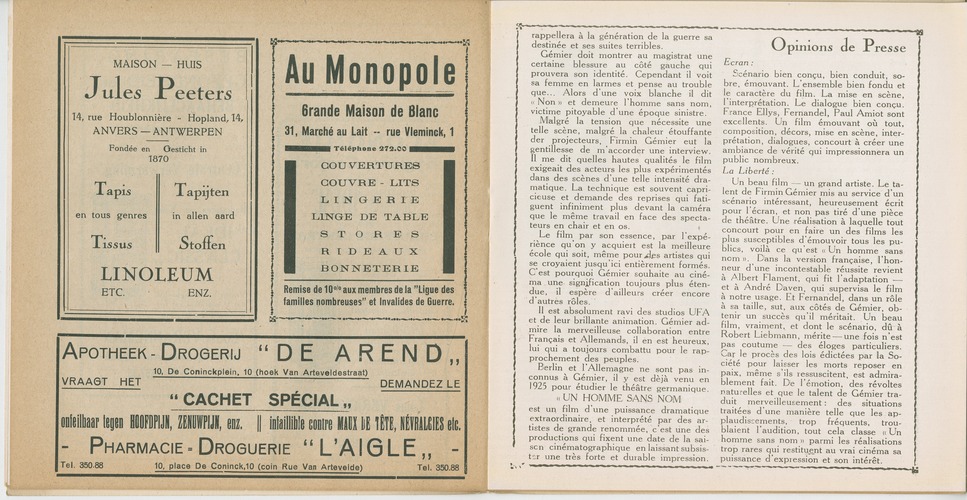 MAISON — HUIS
Jules Peeters
14, rue Houblonnière - Hopland, 14,
ANVERS — ANTWERPEN
Fondée en Gesticht in
1870
Tapis
en tous genres
Tissus
Tapijten
in allen aard
Stoffen
LINOLEUM
ETC. ENZ.
Au Monopole
Grande Maison de Blanc
31, Marché au Lait -- rue Vleminck, 1
Téléphone 272.00
COUVERTURES
COUVRE - LITS
LINGERIE
LINGE DE TABLE
STORES
RIDEAUX
BONNETERIE
Remise de 10% aux membres de la "Ligue des
familles nombreuses" et Invalides de Guerre.
APOTHEEK - DROGERIJ "DE AREND„
10, De Coninckplein, 10 (hoek Van Arteveldestraat)
VRAAGT HET DEMANDEZ LE
"CACHET SPÉCIAL„
onfeilbaar tegen HOOFDPIJN, ZENUWPIJN, enz. || infaillible contre MAUX DE TÊTE, NÉVRALGIES etc.
- PHARMACIE - DROGUERIE "L'AIGLE„ -
Tel. 350.88 10, place De Coninck, 10 (coin Rue Van Artevelde) Tel. 350.88
rappellera à la génération de la guerre sa
destinée et ses suites terribles.
Gémier doit montrer au magistrat une
certaine blessure au côté gauche qui
prouvera son identité. Cependant il voit
sa femme en larmes et pense au trouble
que... Alors d'une voix blanche il dit
« Non » et demeure l'homme sans nom,
victime pitoyable d'une époque sinistre.
Malgré la tension que nécessite une
telle scène, malgré la chaleur étouffante
der projecteurs, Firmin Gémier eut la
gentillesse de m'accorder une interview.
Il me dit quelles hautes qualités le film
exigeait des acteurs les plus expérimentés
dans des scènes d'une telle intensité dra-
matique. La technique est souvent capri-
cieuse et demande des reprises qui fati-
guent infiniment plus devant la caméra
que le même travail en face des specta-
teurs en chair et en os.
Le film par son essence, par l'expé-
rience qu'on y acquiert est la meilleure
école qui soit, même pour des artistes qui
se croyaient jusqu'ici entièrement formés.
C'est pourquoi Gémier souhaite au ciné-
ma une signification toujours plus éten-
due, il espère d'ailleurs créer encore
d'autres rôles.
Il est absolument ravi des studios UFA
et de leur brillante animation. Gémier ad-
mire la merveilleuse collaboration entre
Français et Allemands, il en est heureux,
lui qui a toujours combattu pour le rap-
prochement des peuples.
Berlin et l'Allemagne ne sont pas in-
connus à Gémier, il y est déjà venu en
1925 pour étudier le théâtre germanique.
« UN HOMME SANS NOM
est un film d'une puissance dramatique
extraordinaire, et interprété par des ar-
tistes de grande renommée, c'est une des
productions qui fixent une date de la sai-
son cinématographique en laissant subsis-
ter une très forte et durable impression.
Opinions de Presse
Ecran :
Scénario bien conçu, bien conduit, so-
bre, émouvant. L'ensemble bien fondu et
le caractère du film. La mise en scène,
l'interprétation. Le dialogue bien conçu.
France Ellys, Fernandel, Paul Amiot sont
excellents. Un film émouvant où tout,
composition, décors, mise en scène, inter-
prétation, dialogues, concourt à créer une
ambiance de vérité qui impressionnera un
public nombreux.
La Liberté :
Un beau film — un grand artiste. Le ta-
lent de Firmin Gémier mis au service d'un
scénario intéressant, heureusement écrit
pour l'écran, et non pas tiré d'une pièce
de théâtre. Une réalisation à laquelle tout
concourt pour en faire un des films les
plus susceptibles d'émouvoir tous les pu-
blics, voilà ce qu'est « Un homme sans
nom ». Dans la version française, l'hon-
neur d'une incontestable réussite revient
à Albert Flament, qui fit l'adaptation —
et à André Daven, qui supervisa le film
à notre usage. Et Fernandel, dans un rôle
à sa taille, sut, aux côtés de Gémier, ob-
tenir un succès qu'il méritait. Un beau
film, vraiment, et dont le scénario, dû à
Robert Liebmann, mérite — une fois n'est
pas coutume — des éloges particuliers.
Car le procès des lois édictées par la So-
ciété pour laisser les morts reposer en
paix, même s'ils ressuscitent, est admira-
blement fait. De l'émotion, des révoltes
naturelles et que le talent de Gémier tra-
duit merveilleusement : des situations
traitées d'une manière telle que les ap-
plaudissements, trop fréquents, trou-
blaient l'audition, tout cela classe « Un
homme sans nom » parmi les réalisations
trop rares qui restituent au vrai cinéma sa
puissance d'expression et son intérêt.